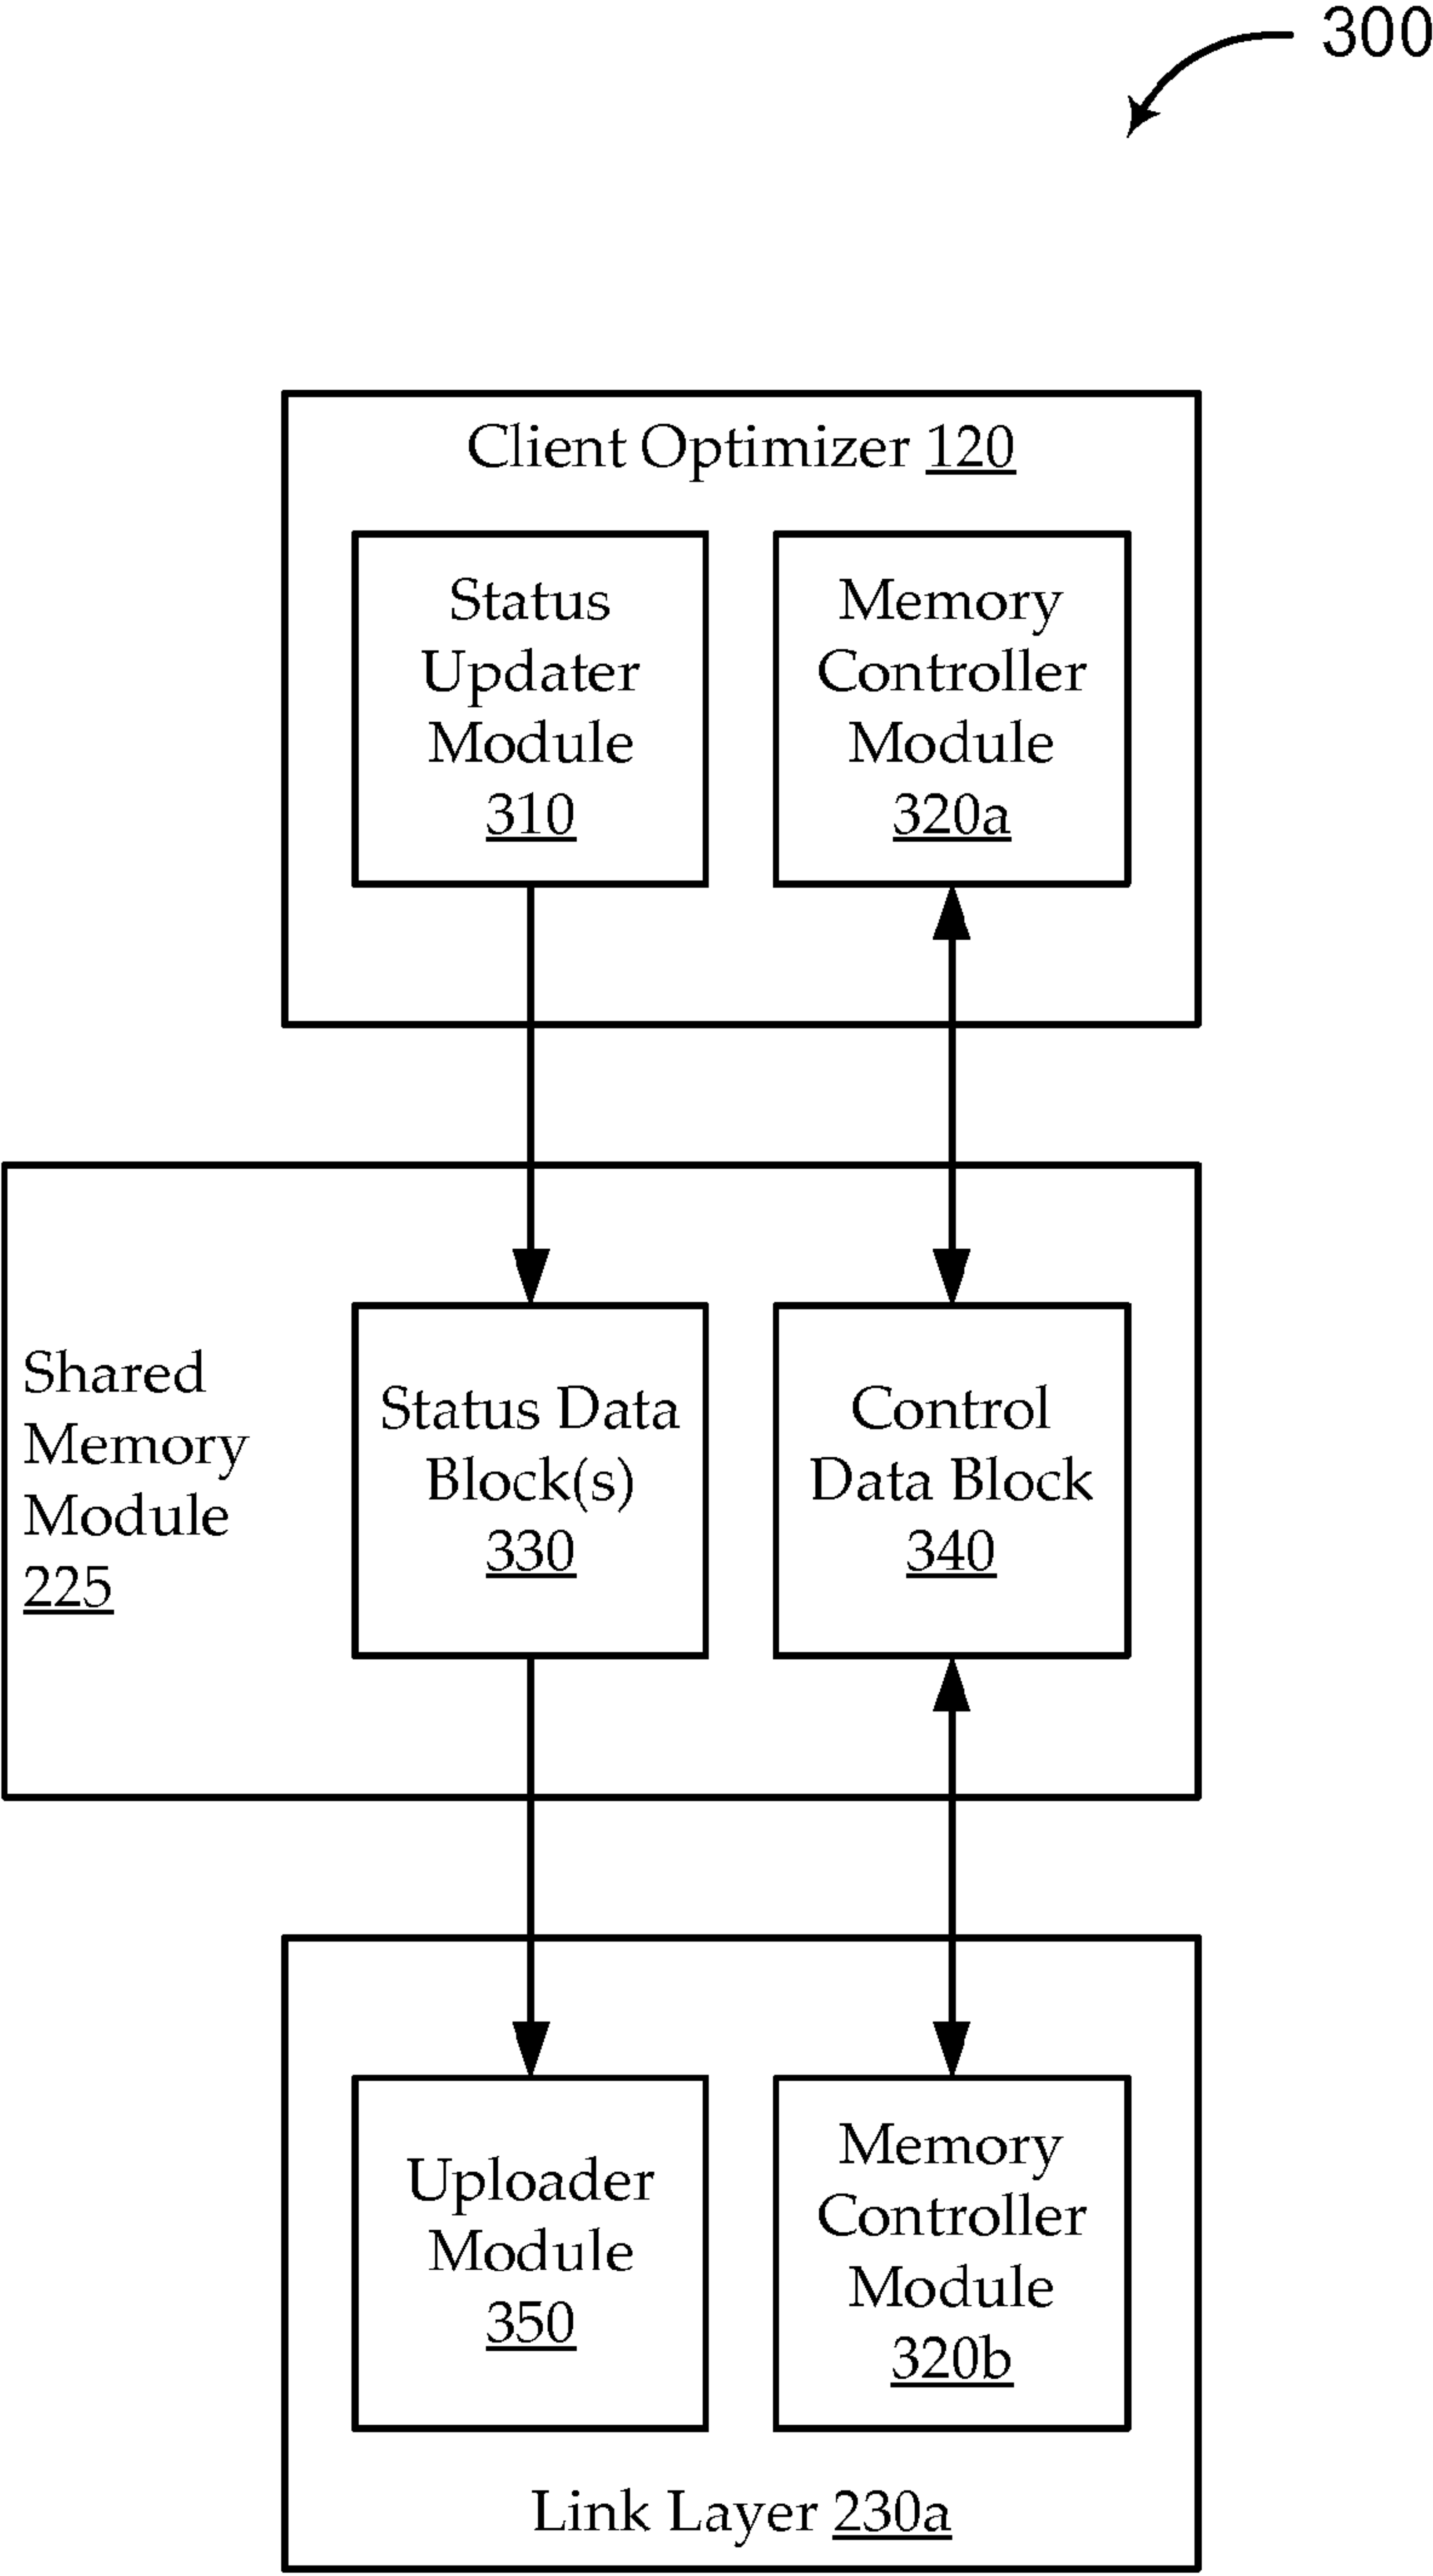 300
Client Optimizer 120
Status
Updater
Module
310
Memory
Controller
Module
320a
Shared
Memory
Module
225
Status Data
Block(s)
330
Control
Data Block
340
Uploader
Module
350
Memory
Controller
Module
320b
Link Layer 230a